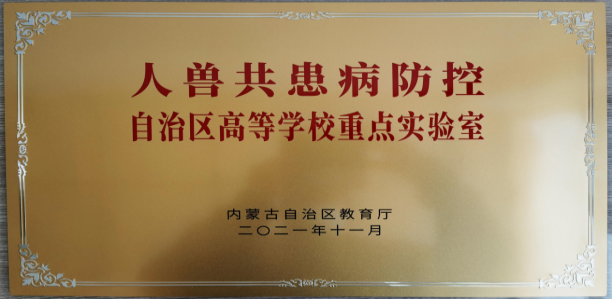 人兽共患病防控
自治区高等学校重点实验室
内蒙古自治区教育厅
二〇二一年十一月